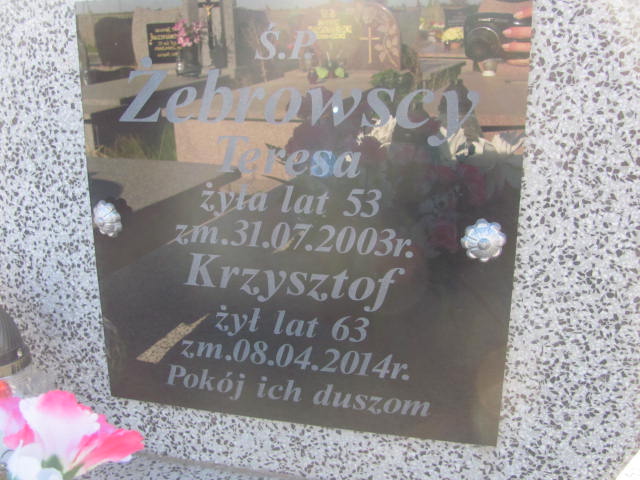 Ś.P.
Żebrowscy
Teresa
żyła lat 53
zm.31.07.2003r.
Krzysztof
żył lat 63
zm.08.04.2014r.
Pokój ich duszom